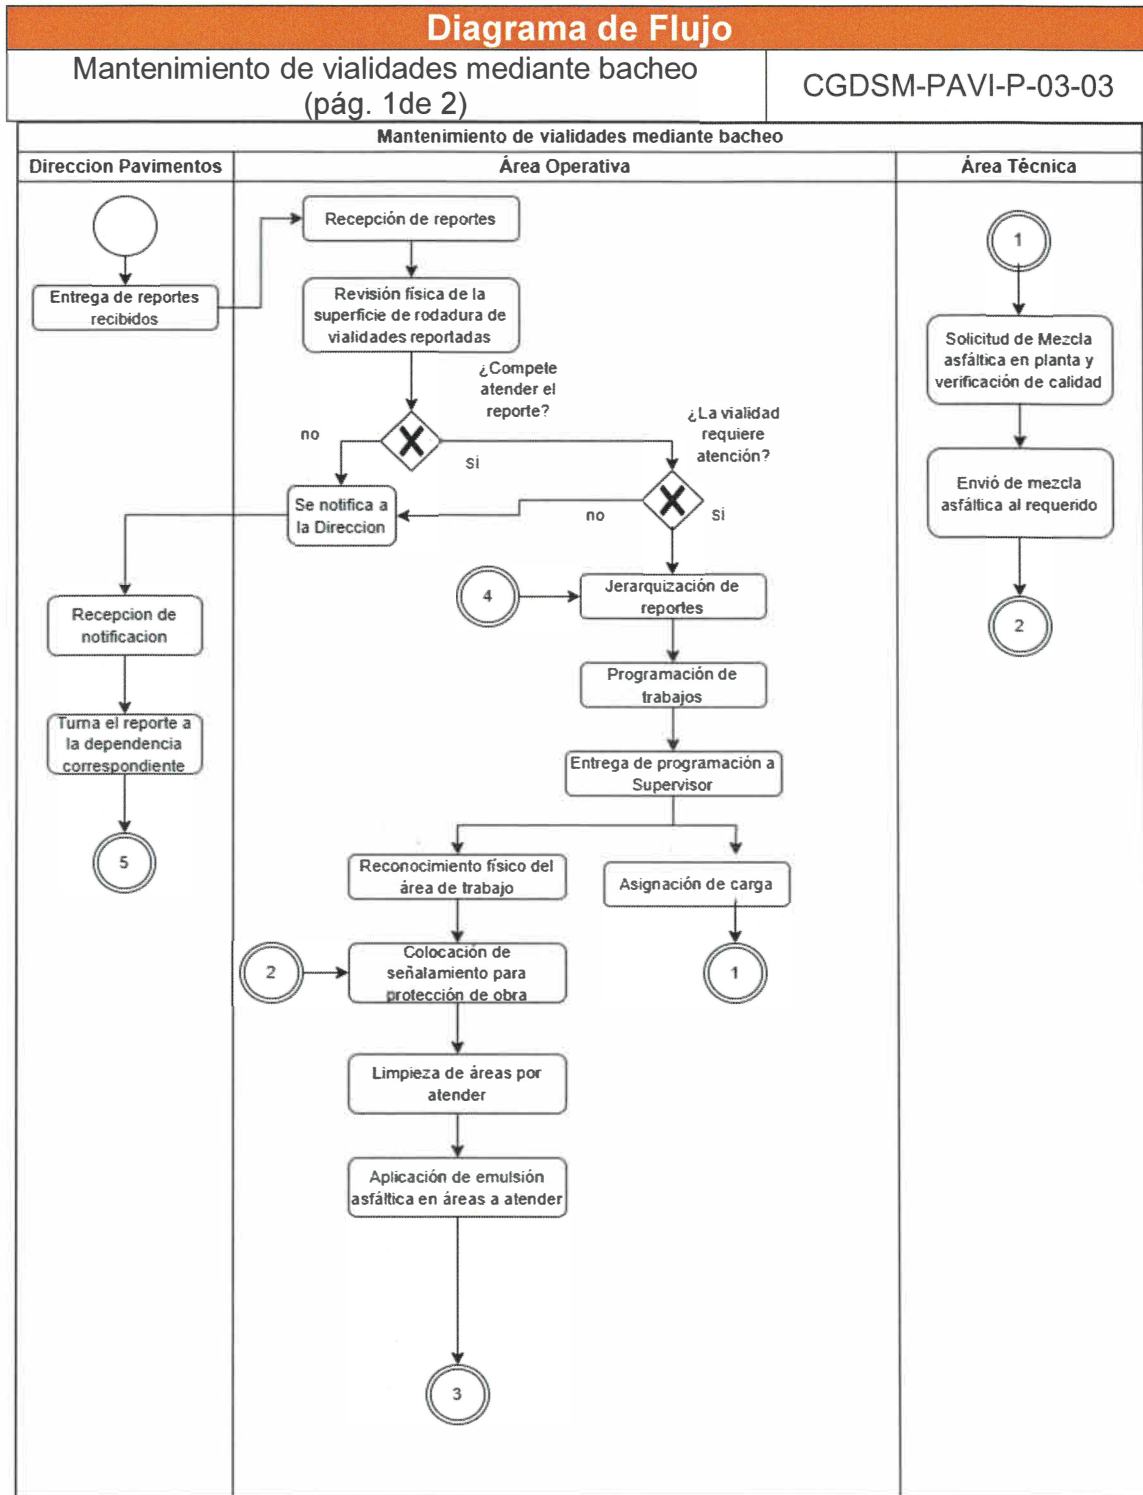 Diagrama de Flujo
Mantenimiento de vialidades mediante bacheo
(pág. 1de 2)
CGDSM-PAVI-P-03-03
Mantenimiento de vialidades mediante bacheo
Direccion Pavimentos
Área Operativa
Área Técnica
Entrega de reportes
recibidos
Recepción de reportes
Revisión física de la
superficie de rodadura de
vialidades reportadas
¿Compete
atender el
reporte?
no
si
¿La vialidad
requiere
atención?
no
si
Se notifica a
la Direccion
Recepcion de
notificacion
Turna el reporte a
la dependencia
correspondiente
5
4
Jerarquización de
reportes
Programación de
trabajos
Entrega de programación a
Supervisor
Reconocimiento físico del
área de trabajo
Asignación de carga
1
2
Colocación de
señalamiento para
protección de obra
Limpieza de áreas por
atender
Aplicación de emulsión
asfáltica en áreas a atender
3
1
Solicitud de Mezcla
asfáltica en planta y
verificación de calidad
Envió de mezcla
asfáltica al requerido
2